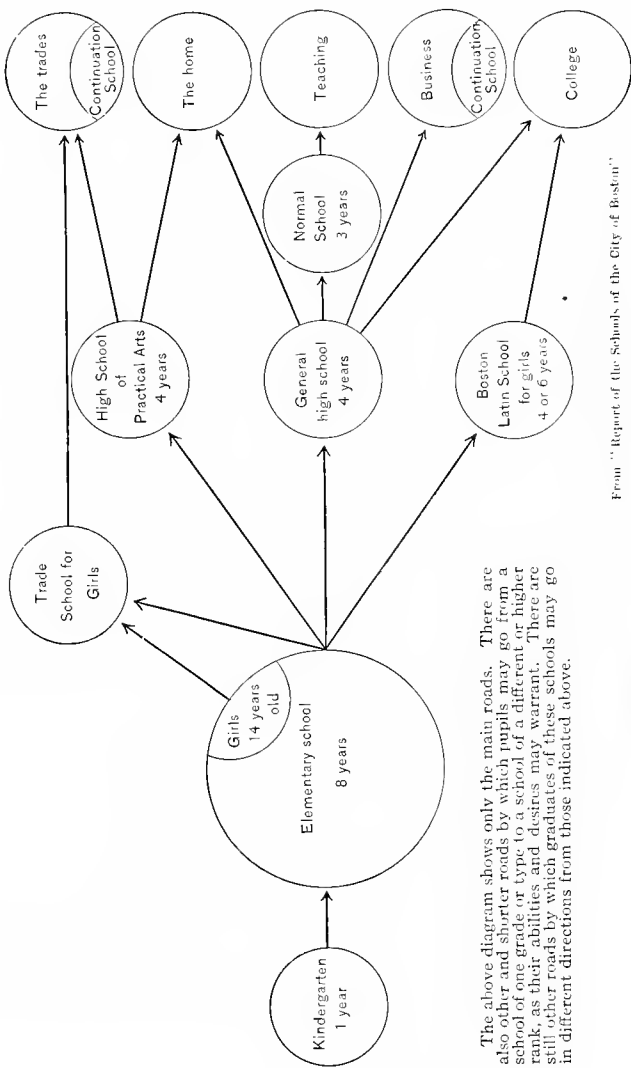 Kindergarten
1 year
Girls
14 years
old
Elementary school
8 years
Trade
School for
Girls
High School
of
Practical Arts
4 years
General
high school
4 years
Boston
Latin School
for girls
4 or 6 years
Normal
School
3 years
The trades
Continuation
School
The home
Teaching
Business
Continuation
School
College
The above diagram shows only the main roads. There are
also other and shorter roads by which pupils may go from a
school of one grade or type to a school of a different or higher
rank, as their abilities and desires may warrant. There are
still other roads by which graduates of these schools may go
in different directions from those indicated above.
From "Report of the Schools of the City of Boston"